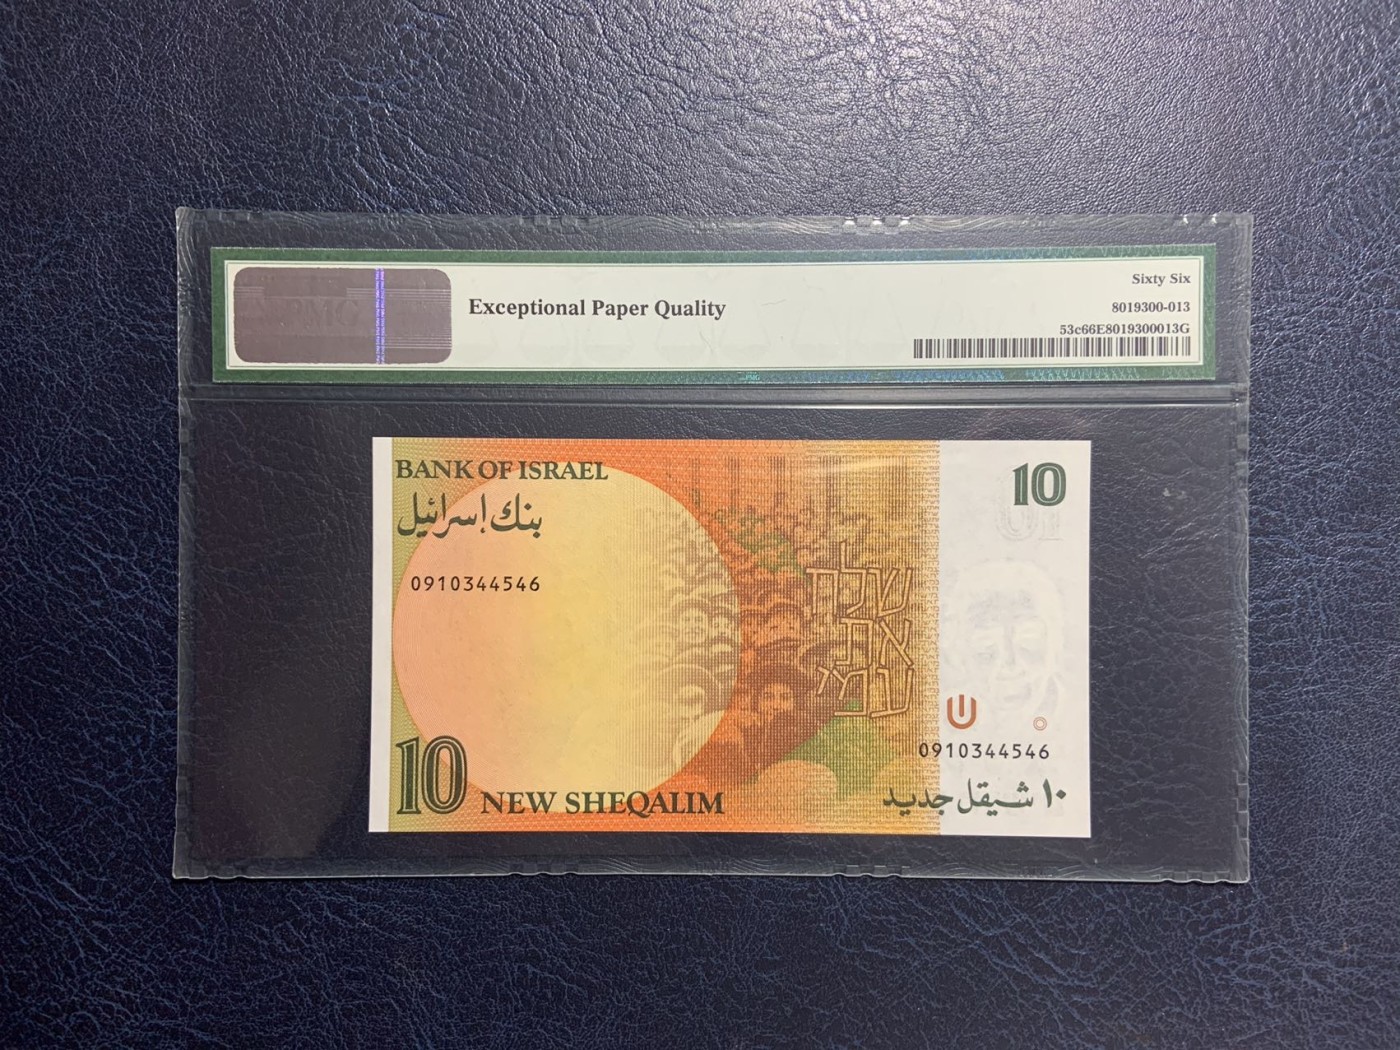 PMG
Exceptional Paper Quality
Sixty Six
8019300-013
53c66E8019300013G
BANK OF ISRAEL
بنك إسرائيل
0910344546
10
שלח
את
עמי
0910344546
10 NEW SHEQALIM
١٠ شيقل جديد